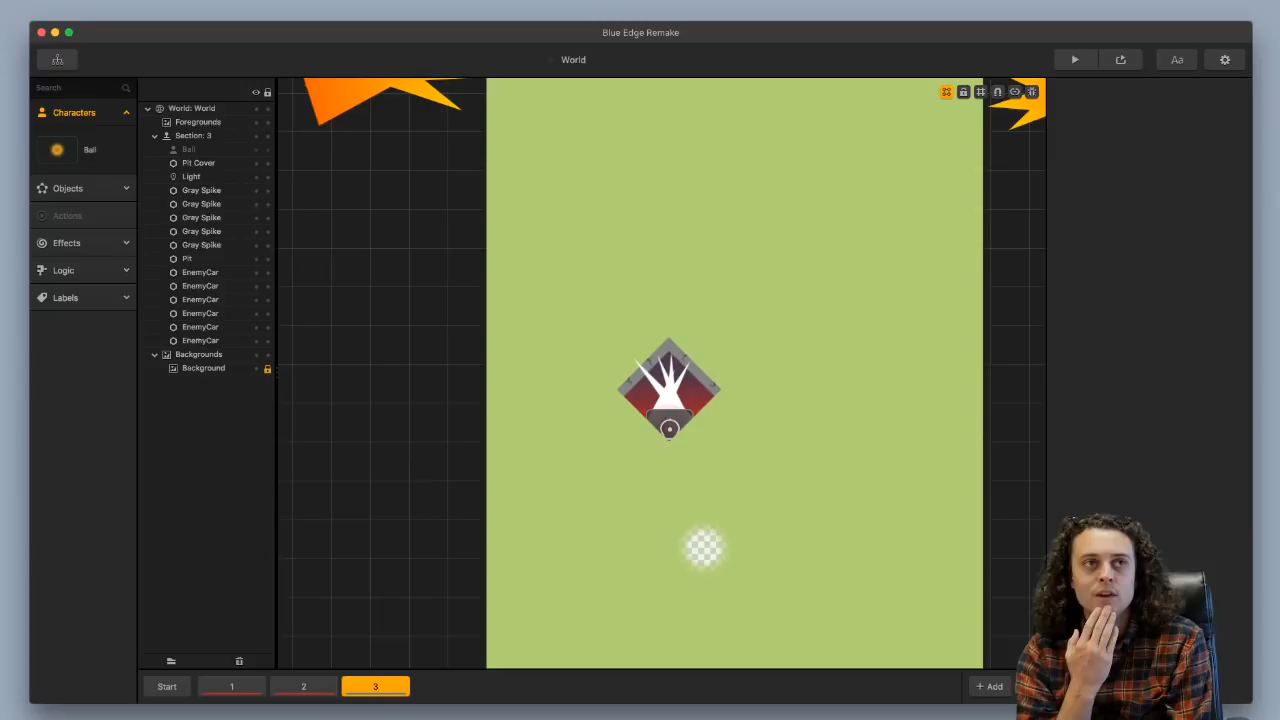 Blue Edge Remake
World
Aa
Search
Characters
Ball
Objects
Actions
Effects
Logic
Labels
World: World
Foregrounds
Section: 3
Ball
Pit Cover
Light
Gray Spike
Gray Spike
Gray Spike
Gray Spike
Gray Spike
Pit
EnemyCar
EnemyCar
EnemyCar
EnemyCar
EnemyCar
EnemyCar
Backgrounds
Background
Start
1
2
3
+ Add